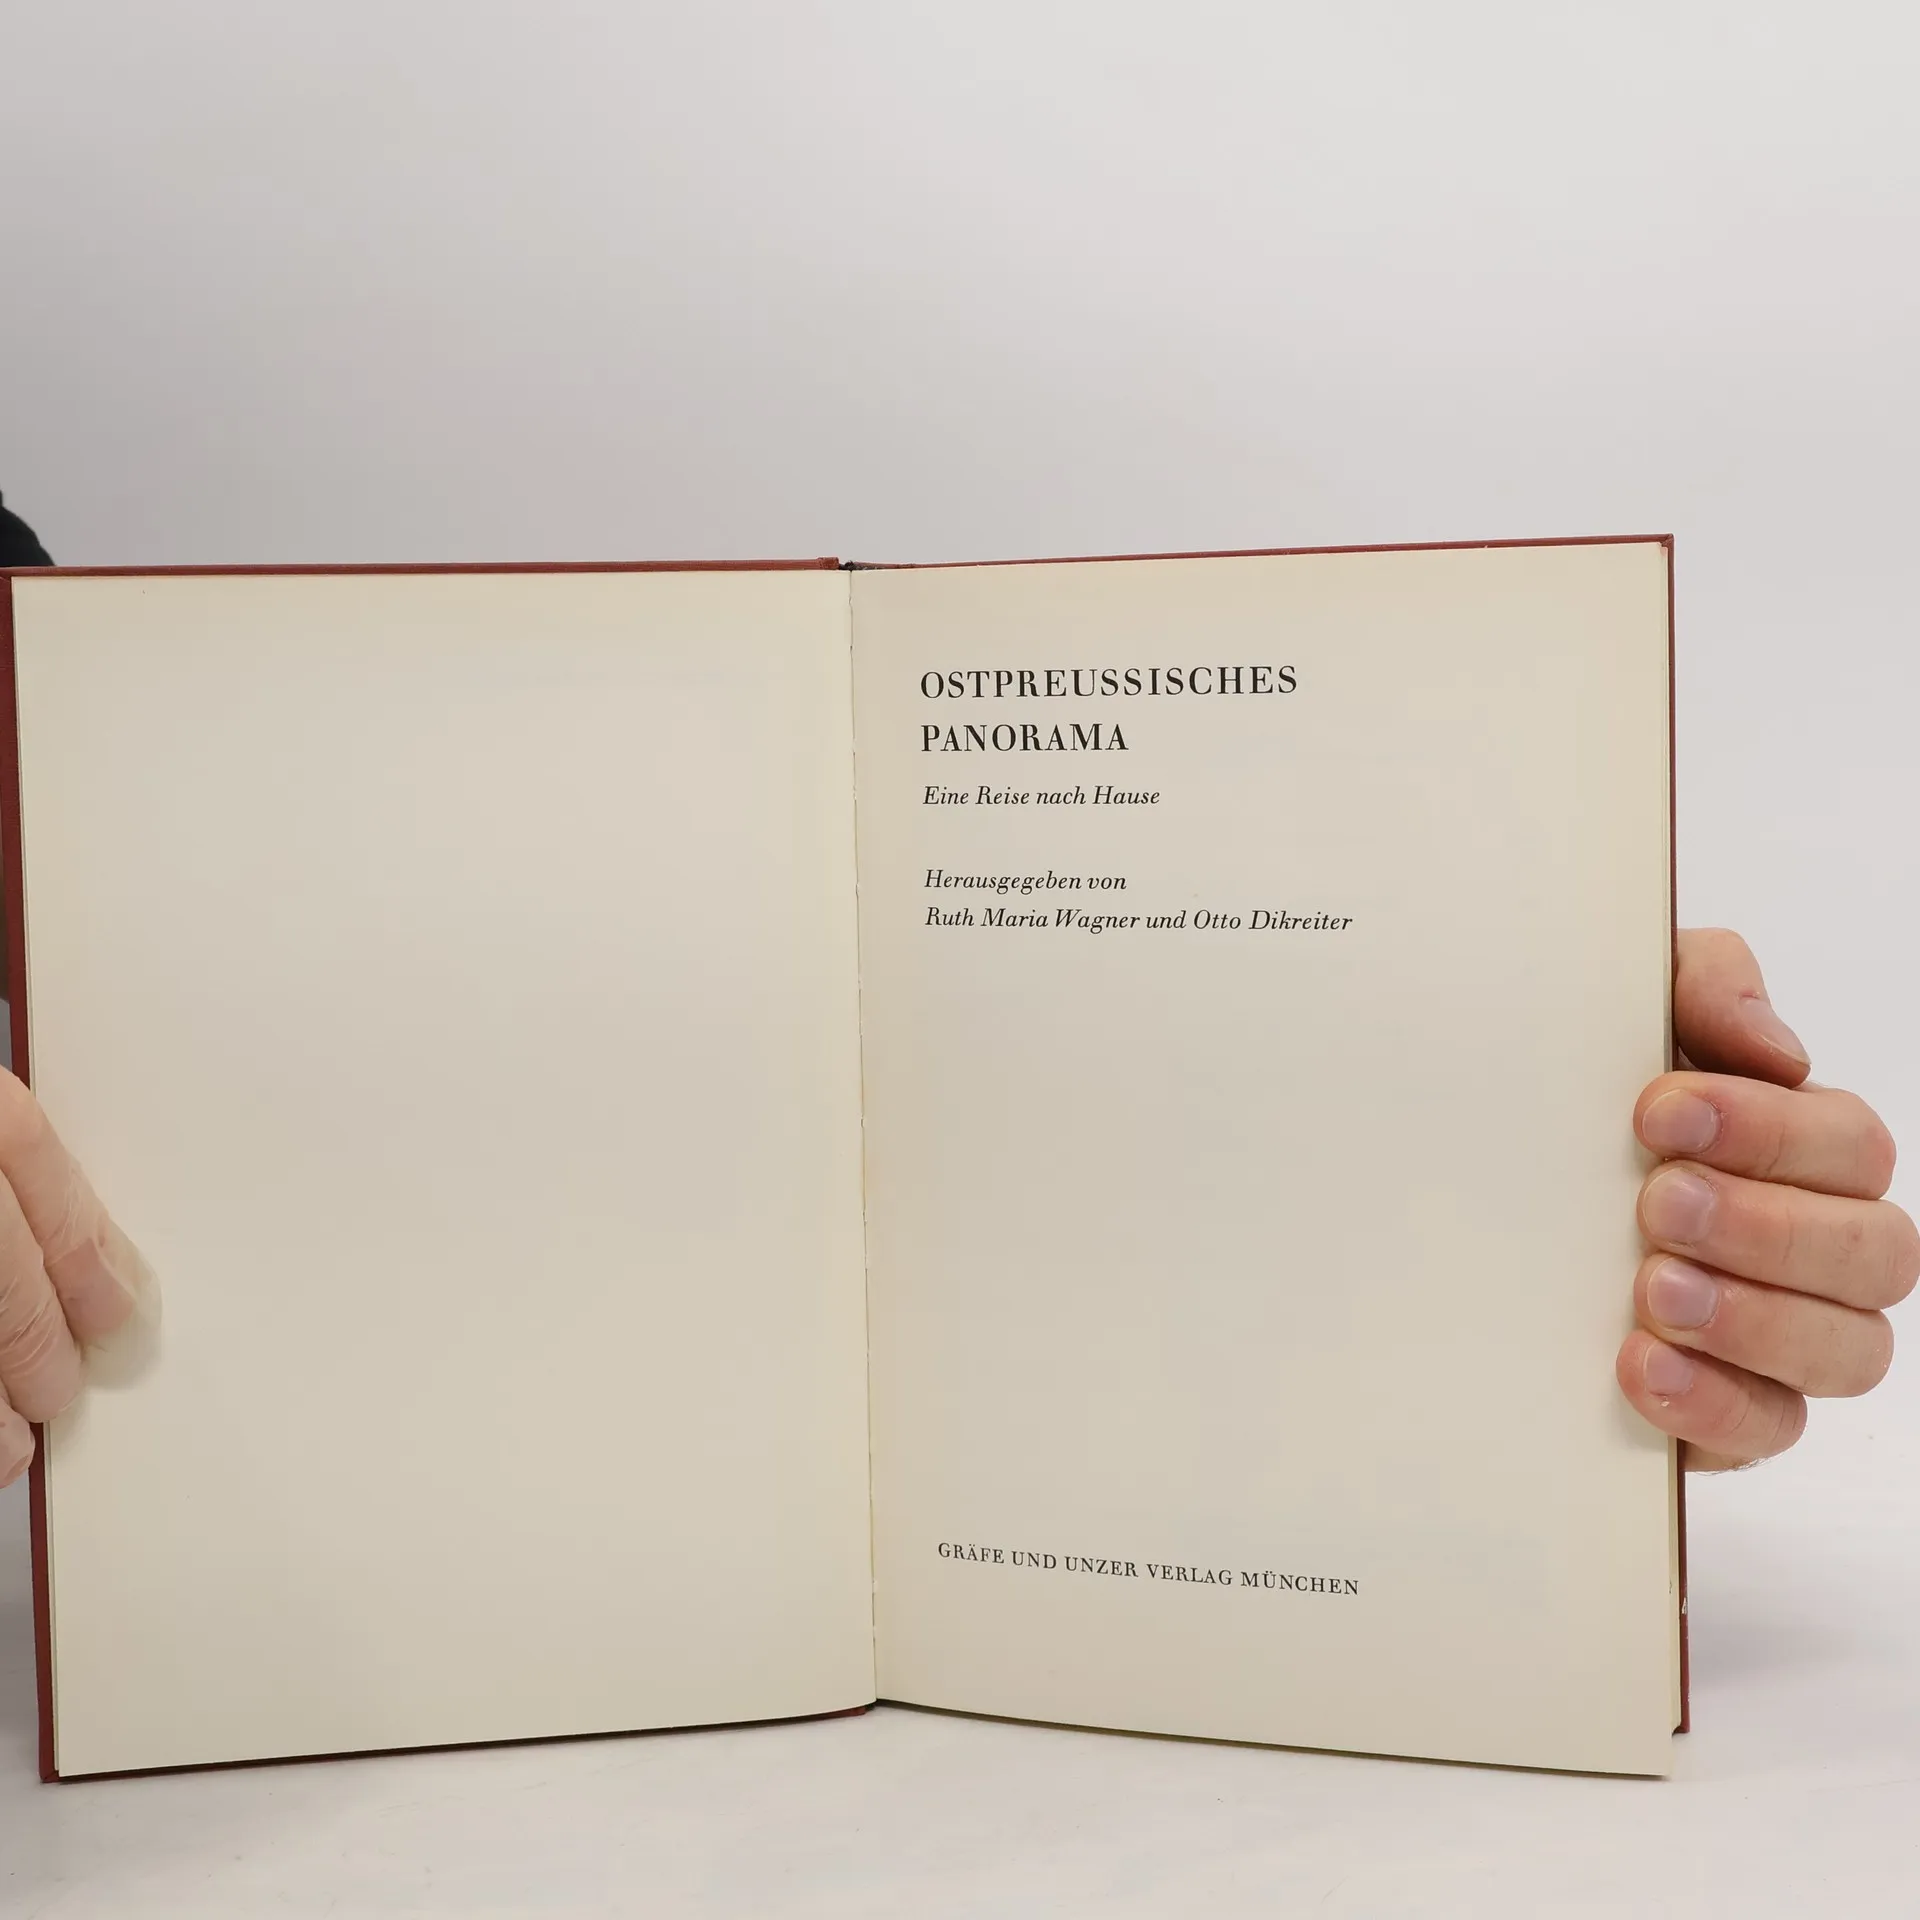 OSTPREUSSISCHES
PANORAMA
Eine Reise nach Hause
Herausgegeben von
Ruth Maria Wagner und Otto Dikreiter
GRÄFE UND UNZER VERLAG MÜNCHEN